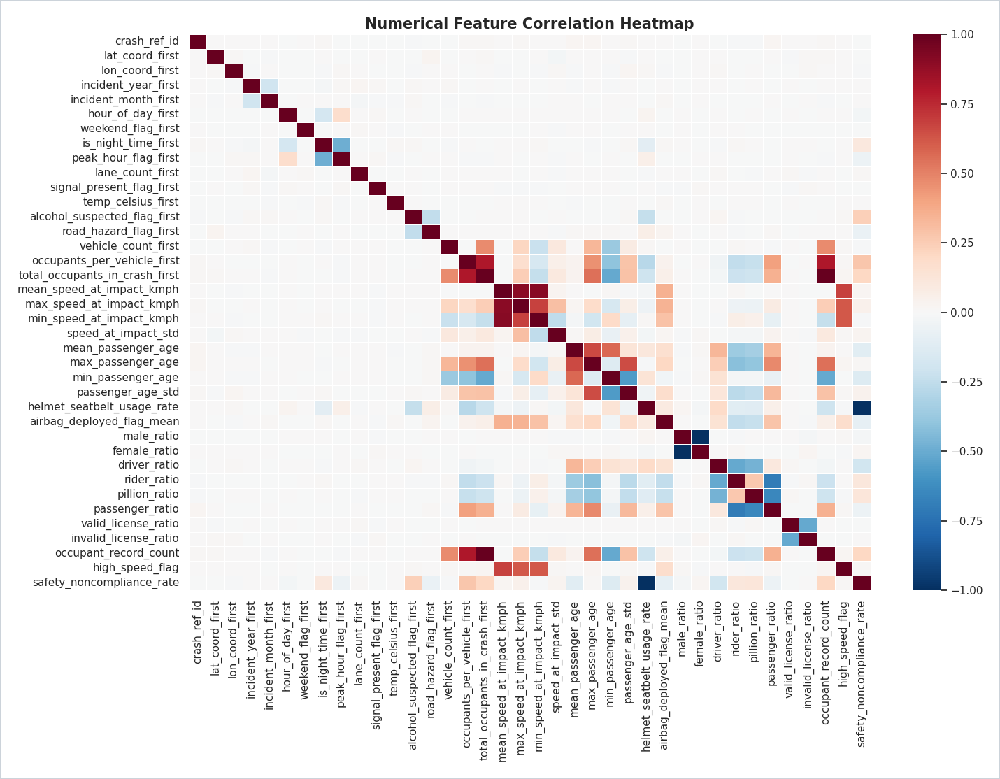 Numerical Feature Correlation Heatmap
crash_ref_id
lat_coord_first
lon_coord_first
incident_year_first
incident_month_first
hour_of_day_first
weekend_flag_first
is_night_time_first
peak_hour_flag_first
lane_count_first
signal_present_flag_first
temp_celsius_first
alcohol_suspected_flag_first
road_hazard_flag_first
vehicle_count_first
occupants_per_vehicle_first
total_occupants_in_crash_first
mean_speed_at_impact_kmph
max_speed_at_impact_kmph
min_speed_at_impact_kmph
speed_at_impact_std
mean_passenger_age
max_passenger_age
min_passenger_age
passenger_age_std
helmet_seatbelt_usage_rate
airbag_deployed_flag_mean
male_ratio
female_ratio
driver_ratio
rider_ratio
pillion_ratio
passenger_ratio
valid_license_ratio
invalid_license_ratio
occupant_record_count
high_speed_flag
safety_noncompliance_rate
crash_ref_id
lat_coord_first
lon_coord_first
incident_year_first
incident_month_first
hour_of_day_first
weekend_flag_first
is_night_time_first
peak_hour_flag_first
lane_count_first
signal_present_flag_first
temp_celsius_first
alcohol_suspected_flag_first
road_hazard_flag_first
vehicle_count_first
occupants_per_vehicle_first
total_occupants_in_crash_first
mean_speed_at_impact_kmph
max_speed_at_impact_kmph
min_speed_at_impact_kmph
speed_at_impact_std
mean_passenger_age
max_passenger_age
min_passenger_age
passenger_age_std
helmet_seatbelt_usage_rate
airbag_deployed_flag_mean
male_ratio
female_ratio
driver_ratio
rider_ratio
pillion_ratio
passenger_ratio
valid_license_ratio
invalid_license_ratio
occupant_record_count
high_speed_flag
safety_noncompliance_rate
1.00
0.75
0.50
0.25
0.00
−0.25
−0.50
−0.75
−1.00